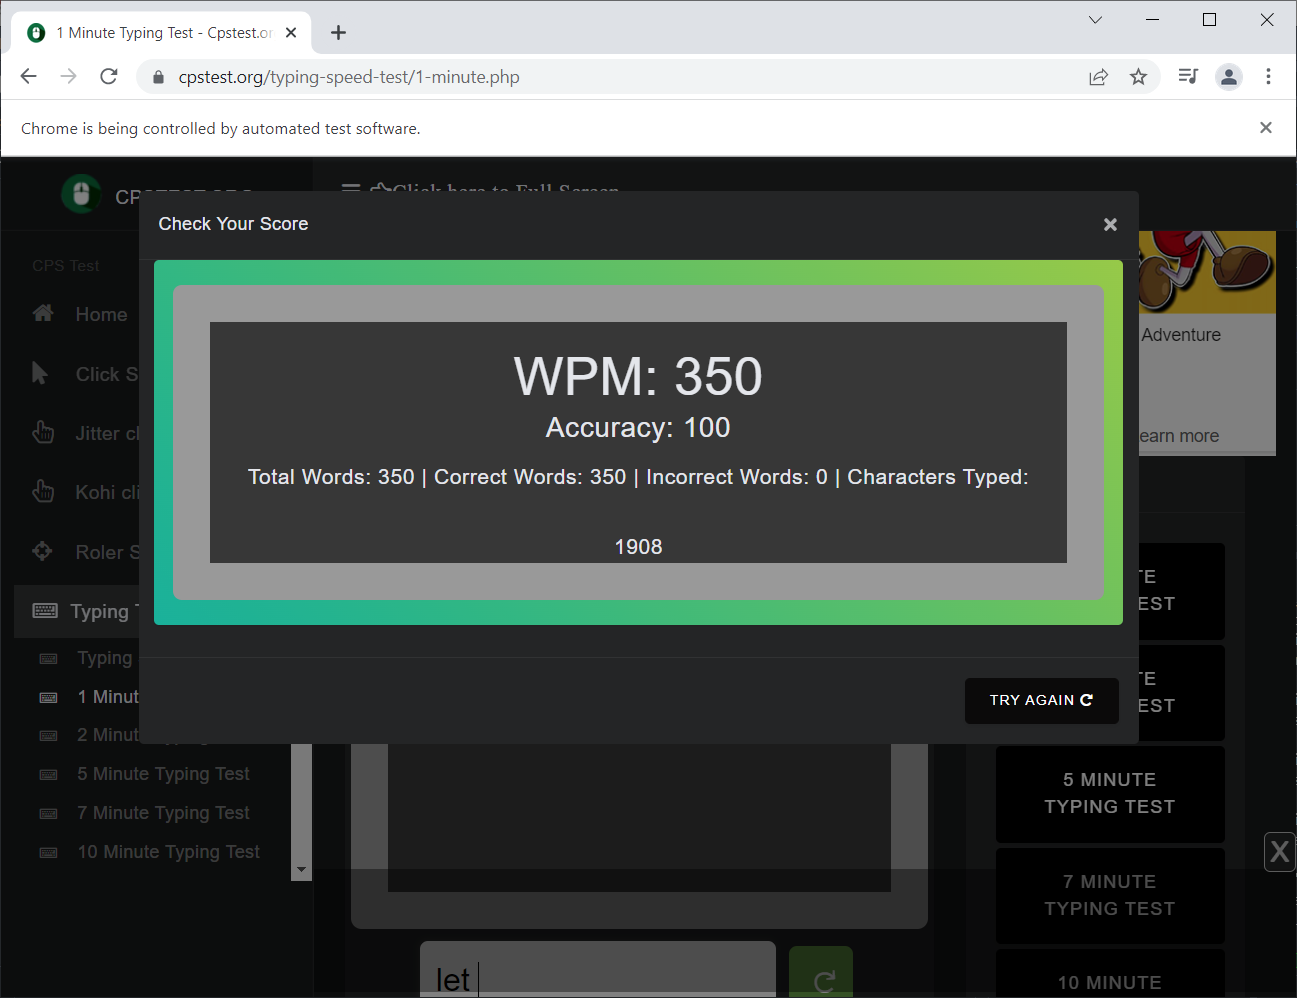 1 Minute Typing Test - Cpstest.or
cpstest.org/typing-speed-test/1-minute.php
Chrome is being controlled by automated test software.
Click here to Full Screen
Check Your Score
CPS Test
Home
Click S
Jitter cl
Kohi cli
Roler S
Typing T
Typing
1 Minut
2 Minut
5 Minute Typing Test
7 Minute Typing Test
10 Minute Typing Test
WPM: 350
Accuracy: 100
Total Words: 350 | Correct Words: 350 | Incorrect Words: 0 | Characters Typed:
1908
TRY AGAIN
Adventure
earn more
TE
EST
TE
EST
5 MINUTE
TYPING TEST
7 MINUTE
TYPING TEST
10 MINUTE
X
let